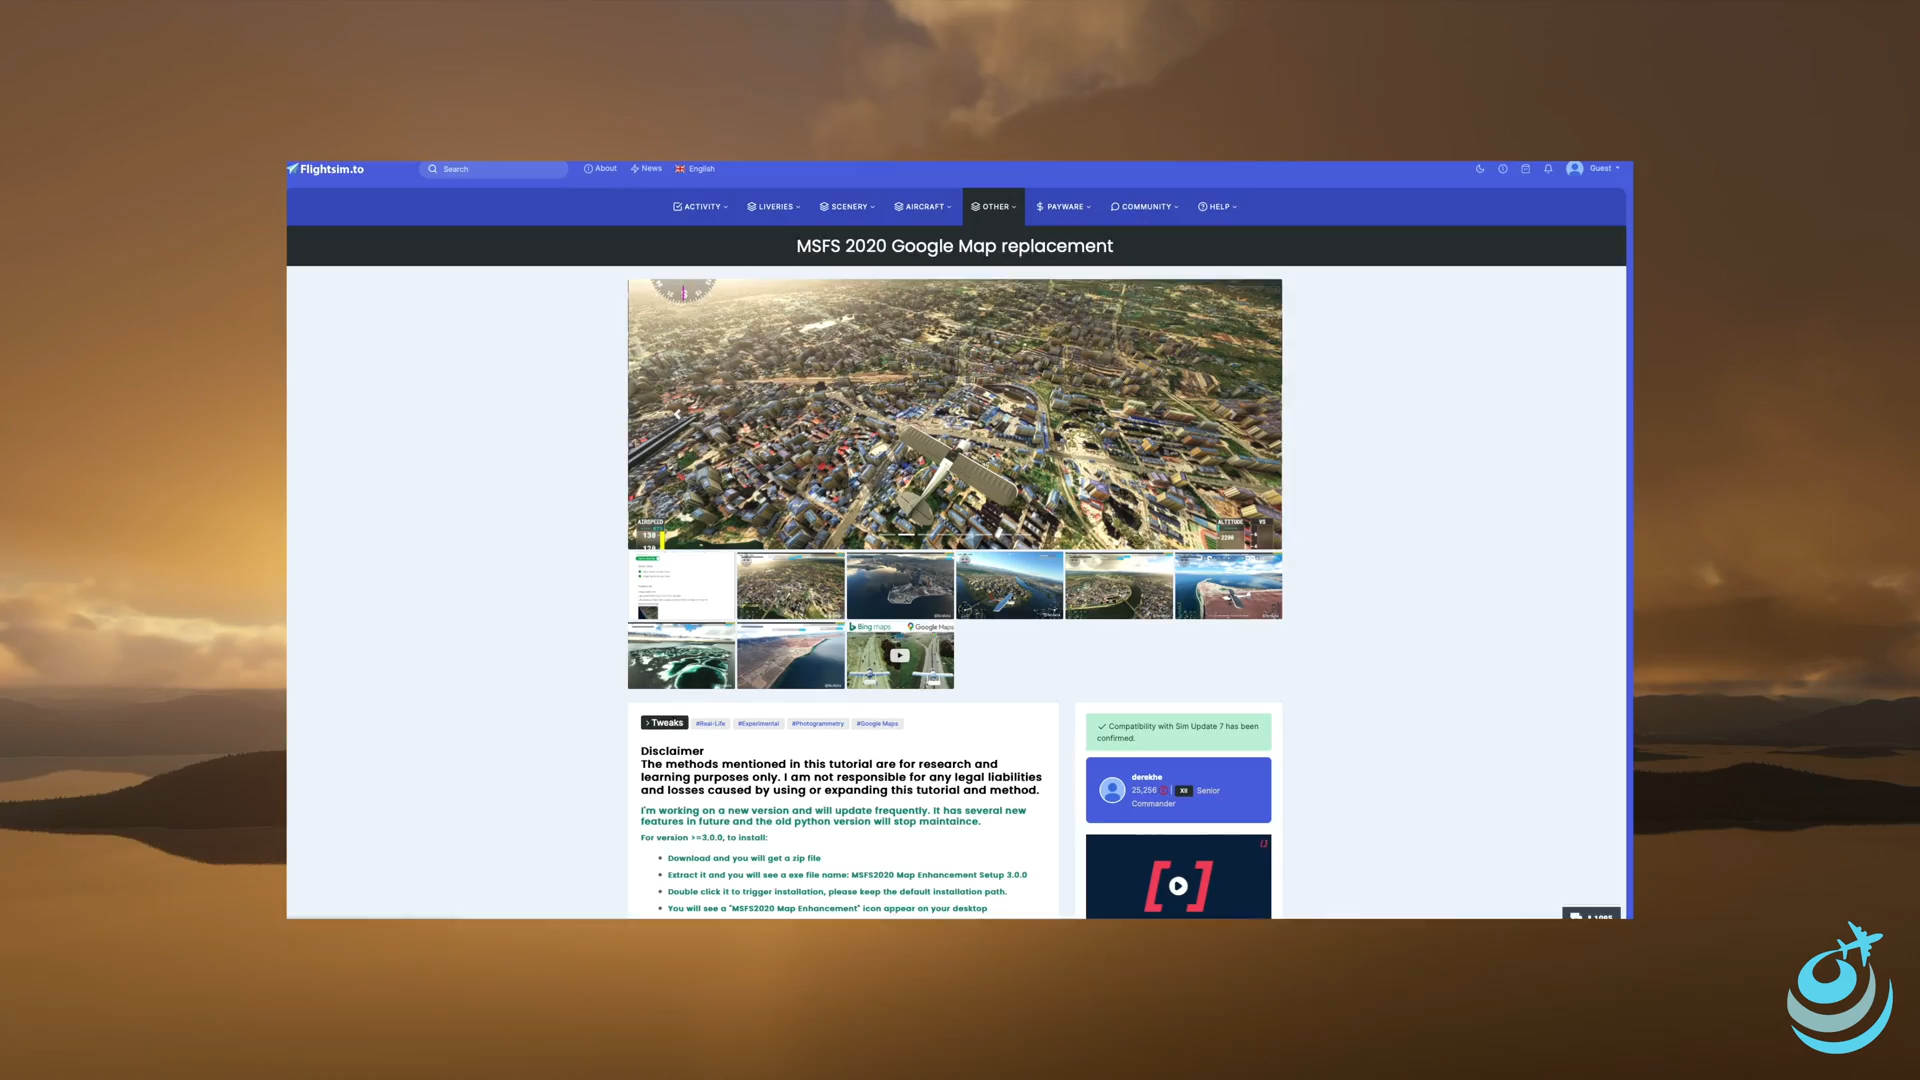 Flightsim.to
Search
About
News
English
Guest
ACTIVITY
LIVERIES
SCENERY
AIRCRAFT
OTHER
PAYWARE
COMMUNITY
HELP
MSFS 2020 Google Map replacement
AIRSPEED
130
120
ALTITUDE
VS
2200
Bing maps
Google Maps
> Tweaks
#Real-Life
#Experimental
#Photogrammetry
#Google Maps
Disclaimer
The methods mentioned in this tutorial are for research and
learning purposes only. I am not responsible for any legal liabilities
and losses caused by using or expanding this tutorial and method.
I'm working on a new version and will update frequently. It has several new
features in future and the old python version will stop maintaince.
For version >=3.0.0, to install:
• Download and you will get a zip file
• Extract it and you will see a exe file name: MSFS2020 Map Enhancement Setup 3.0.0
• Double click it to trigger installation, please keep the default installation path.
• You will see a "MSFS2020 Map Enhancement" icon appear on your desktop
✓ Compatibility with Sim Update 7 has been
confirmed.
derekhe
25,256 | XII Senior
Commander